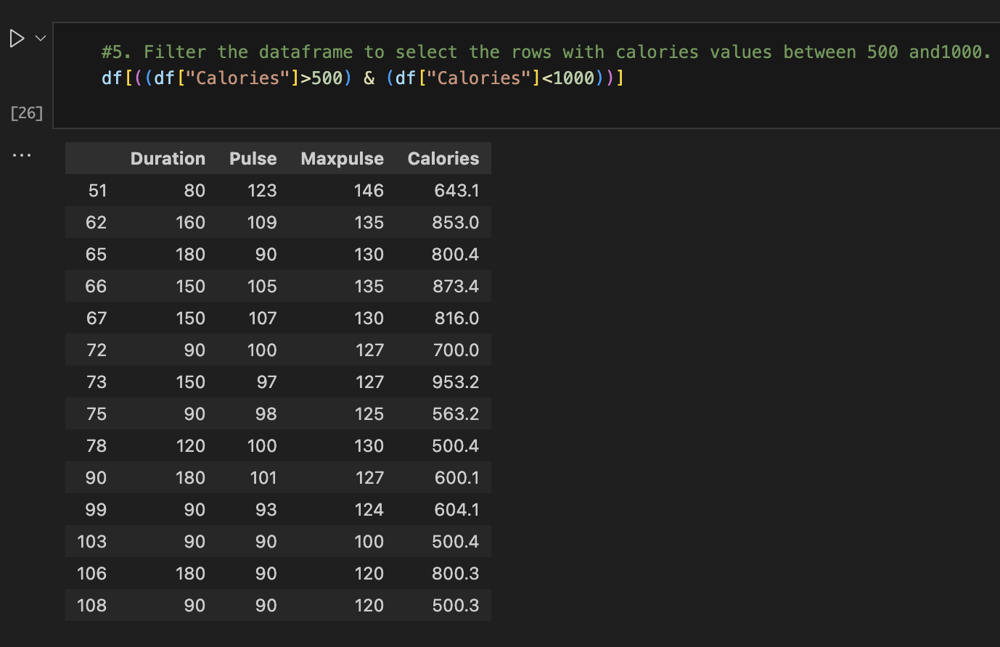 #5. Filter the dataframe to select the rows with calories values between 500 and1000.
df[((df["Calories"]>500) & (df["Calories"]<1000))]
[26]
...
Duration Pulse Maxpulse Calories
51 80 123 146 643.1
62 160 109 135 853.0
65 180 90 130 800.4
66 150 105 135 873.4
67 150 107 130 816.0
72 90 100 127 700.0
73 150 97 127 953.2
75 90 98 125 563.2
78 120 100 130 500.4
90 180 101 127 600.1
99 90 93 124 604.1
103 90 90 100 500.4
106 180 90 120 800.3
108 90 90 120 500.3